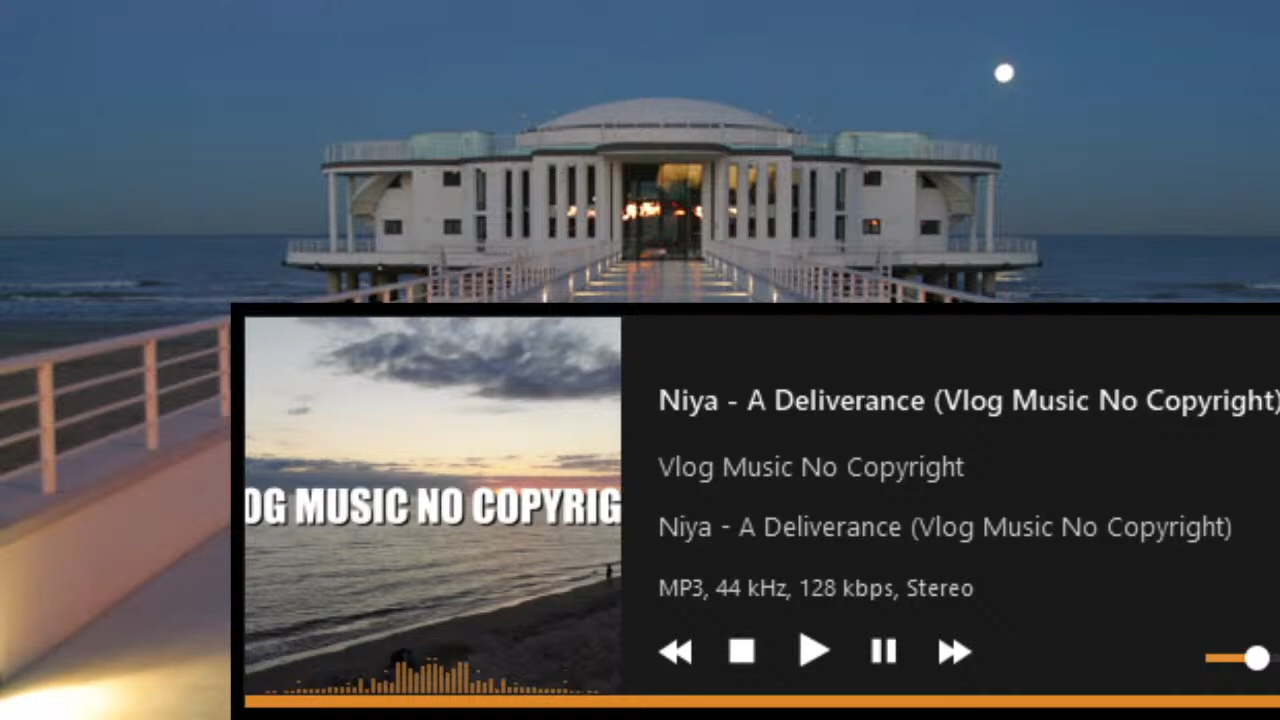 OG MUSIC NO COPYRIG
Niya - A Deliverance (Vlog Music No Copyright)
Vlog Music No Copyright
Niya - A Deliverance (Vlog Music No Copyright)
MP3, 44 kHz, 128 kbps, Stereo